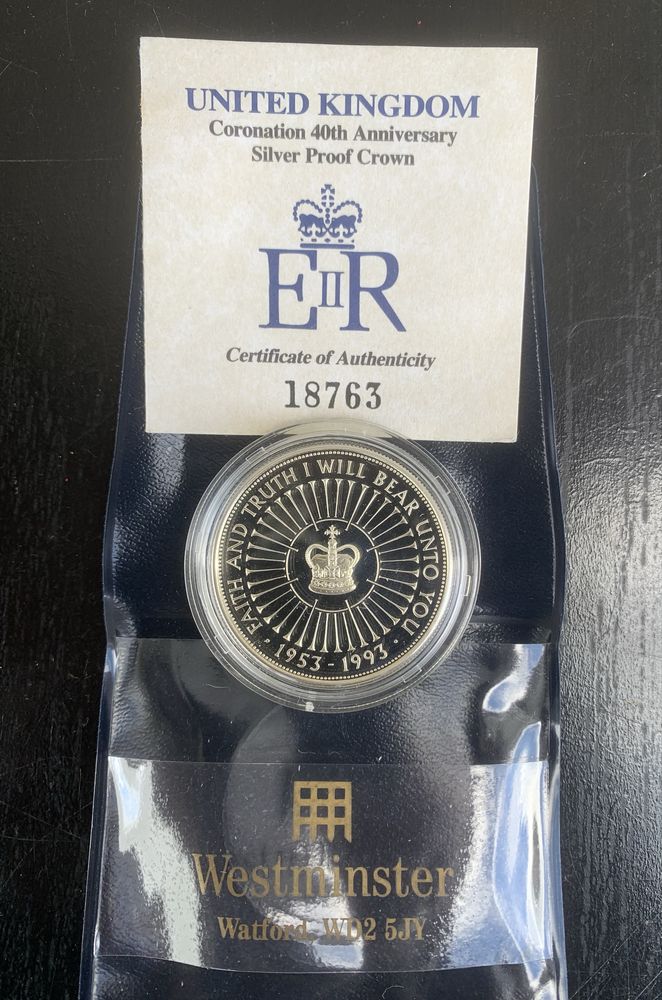 UNITED KINGDOM
Coronation 40th Anniversary
Silver Proof Crown
EIIR
Certificate of Authenticity
18763
FAITH AND TRUTH I WILL BEAR UNTO YOU
· 1953 - 1993 ·
Westminster
Watford, WD2 5JY